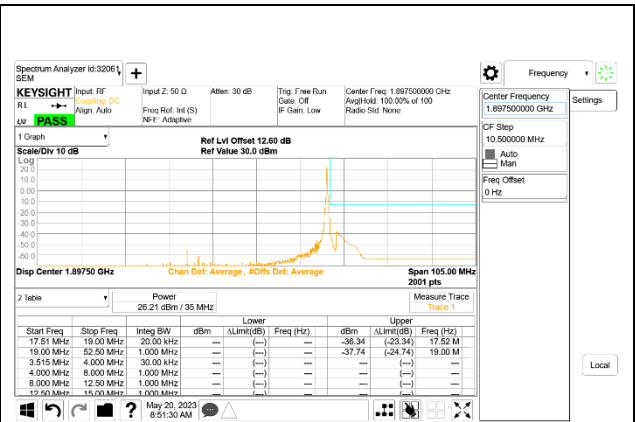 Spectrum Analyzer id:32061
SEM
Frequency
KEYSIGHT
RL
PASS
Input: RF
Coupling: DC
Align: Auto
Input Z: 50 Ω
Freq Ref: Int (S)
NFE: Adaptive
Atten: 30 dB
Trig: Free Run
Gate: Off
IF Gain: Low
Center Freq: 1.897500000 GHz
Avg|Hold: 100.00% of 100
Radio Std: None
Center Frequency
1.897500000 GHz
Settings
CF Step
10.500000 MHz
Auto
Man
Freq Offset
0 Hz
1 Graph
Scale/Div 10 dB
Ref Lvl Offset 12.60 dB
Ref Value 30.0 dBm
Log
20.0
10.0
0.00
-10.0
-20.0
-30.0
-40.0
-50.0
-60.0
Disp Center 1.89750 GHz
Chan Det: Average , #Offs Det: Average
Span 105.00 MHz
2001 pts
2 Table
Power
26.21 dBm / 35 MHz
Measure Trace
Trace 1
Lower Upper
Start Freq Stop Freq Integ BW dBm ΔLimit(dB) Freq (Hz) dBm ΔLimit(dB) Freq (Hz)
17.51 MHz 19.00 MHz 20.00 kHz --- (---) --- -36.34 (-23.34) 17.52 M
19.00 MHz 52.50 MHz 1.000 MHz --- (---) --- -37.74 (-24.74) 19.00 M
3.515 MHz 4.000 MHz 30.00 kHz --- (---) --- --- (---) ---
4.000 MHz 8.000 MHz 1.000 MHz --- (---) --- --- (---) ---
8.000 MHz 12.50 MHz 1.000 MHz --- (---) --- --- (---) ---
12.50 MHz 15.00 MHz 1.000 MHz --- (---) --- --- (---) ---
Local
May 20, 2023
8:51:30 AM